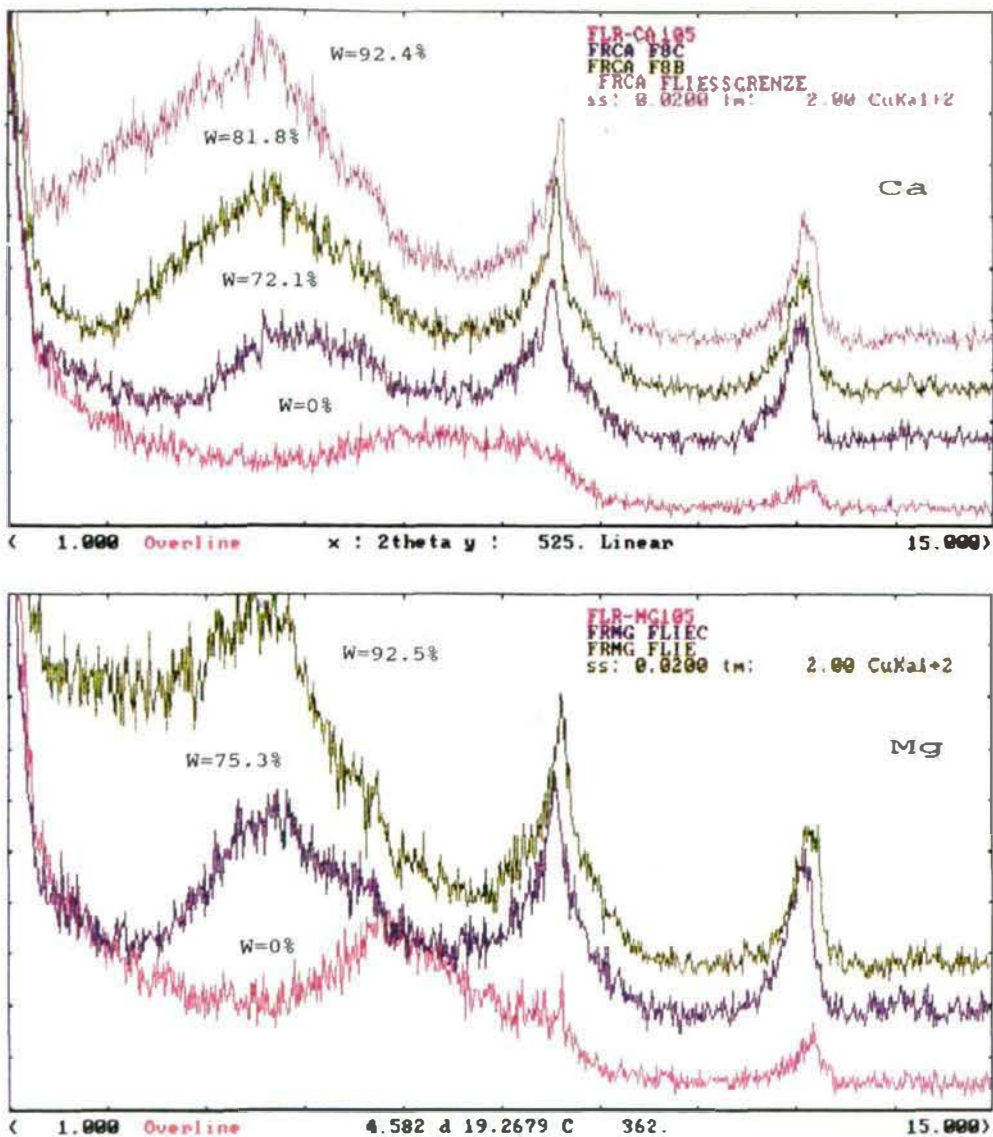 W=92.4%
FLR-CA105
FRCA F8C
FRCA F8B
FRCA FLIESSGRENZE
ss: 0.0200 tm: 2.00 CuKa1+2
W=81.8%
Ca
W=72.1%
W=0%
< 1.000 Overline x : 2theta y : 525. Linear 15.000>
FLR-MG105
FRMG FLIEC
FRMG FLIE
ss: 0.0200 tm: 2.00 CuKa1+2
W=92.5%
Mg
W=75.3%
W=0%
< 1.000 Overline 4.582 d 19.2679 C 362. 15.000>